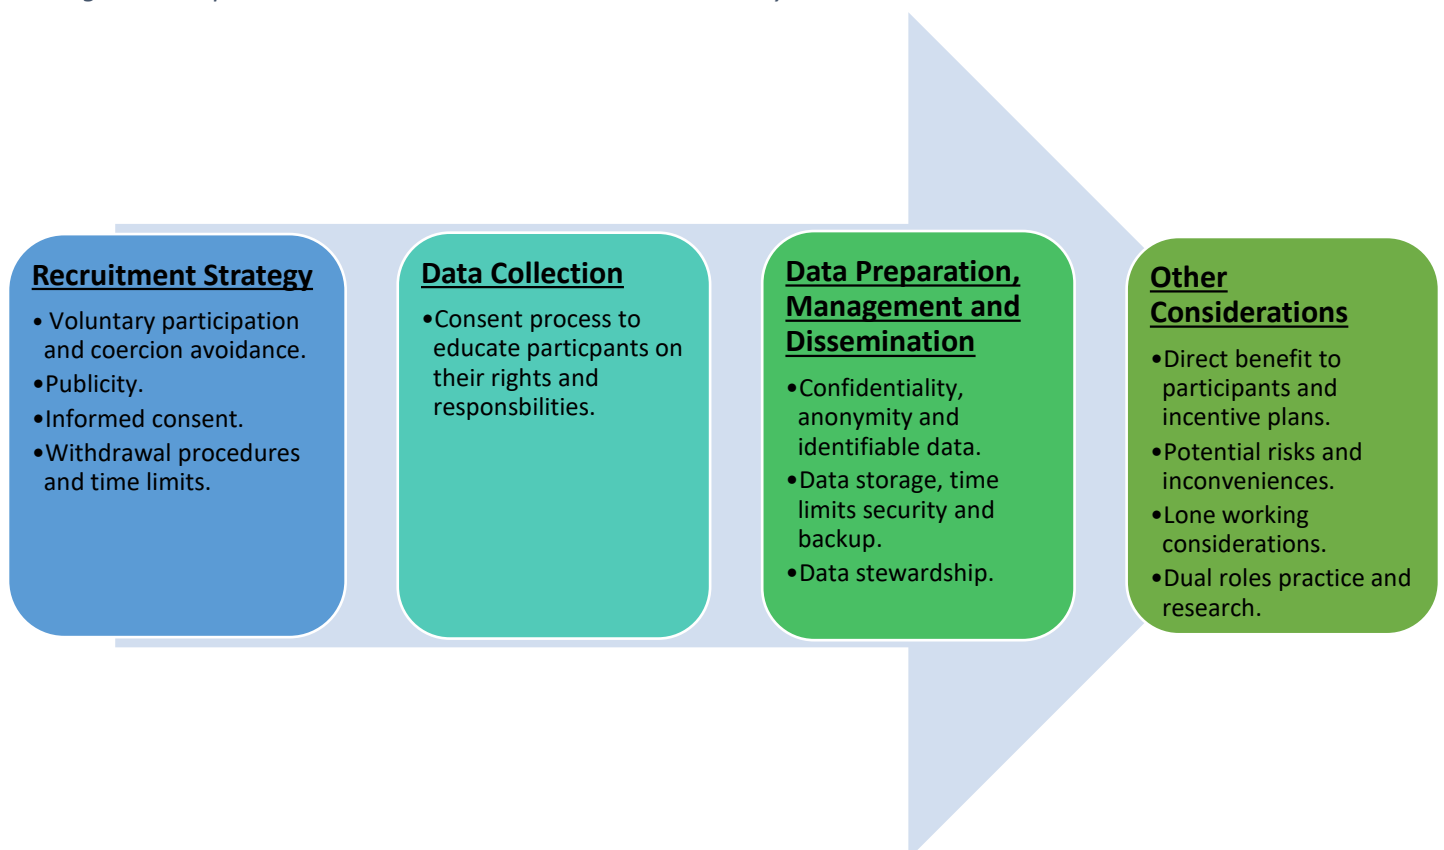 Recruitment Strategy
• Voluntary participation
and coercion avoidance.
•Publicity.
•Informed consent.
•Withdrawal procedures
and time limits.
Data Collection
•Consent process to
educate particpants on
their rights and
responsbilities.
Data Preparation,
Management and
Dissemination
•Confidentiality,
anonymity and
identifiable data.
•Data storage, time
limits security and
backup.
•Data stewardship.
Other
Considerations
•Direct benefit to
participants and
incentive plans.
•Potential risks and
inconveniences.
•Lone working
considerations.
•Dual roles practice and
research.